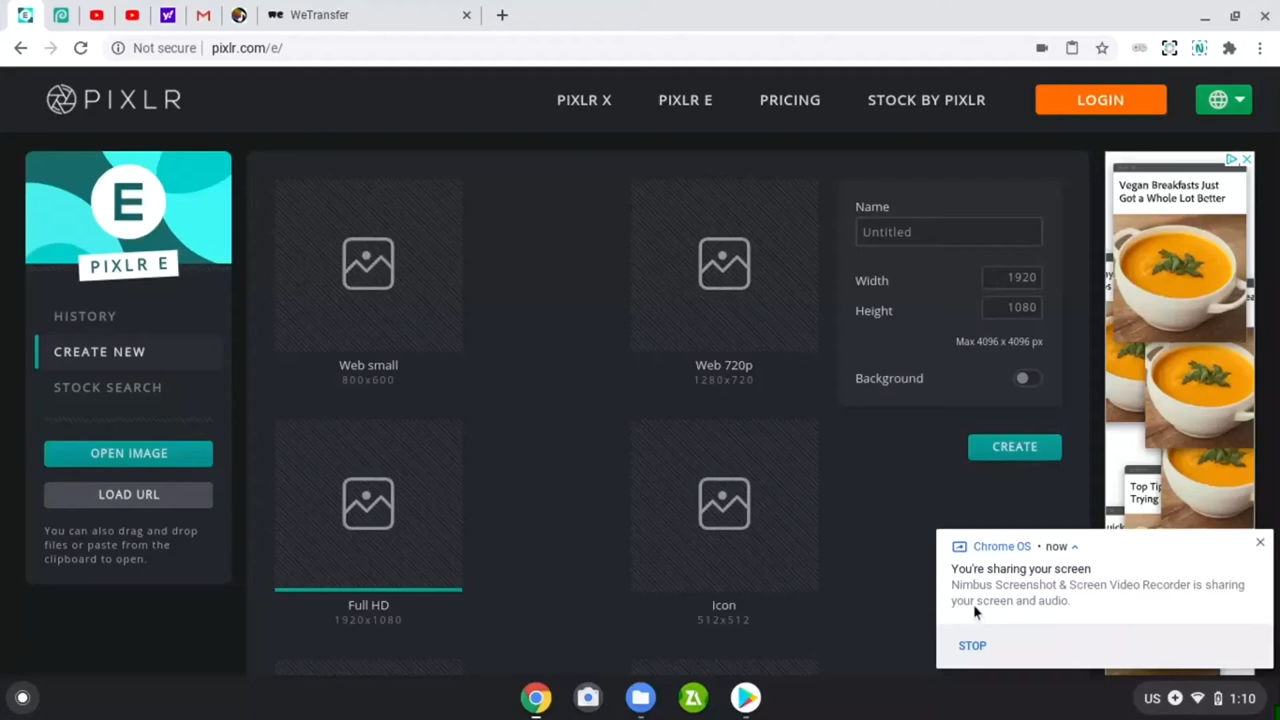 WeTransfer
Not secure
pixlr.com/e/
PIXLR
PIXLR X
PIXLR E
PRICING
STOCK BY PIXLR
LOGIN
E
PIXLR E
HISTORY
CREATE NEW
STOCK SEARCH
OPEN IMAGE
LOAD URL
You can also drag and drop
files or paste from the
clipboard to open.
Web small
800x600
Web 720p
1280x720
Full HD
1920x1080
Icon
512x512
Name
Untitled
Width
1920
Height
1080
Max 4096 x 4096 px
Background
CREATE
Vegan Breakfasts Just
Got a Whole Lot Better
Top
Trying
Chrome OS • now
You're sharing your screen
Nimbus Screenshot & Screen Video Recorder is sharing
your screen and audio.
STOP
US
1:10